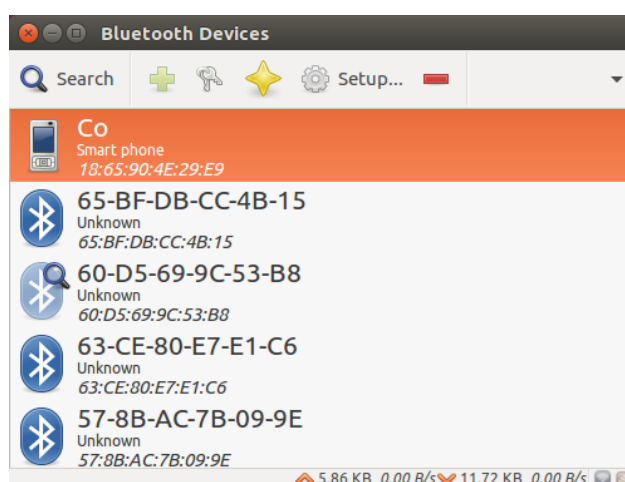 Bluetooth Devices
Search Setup...
Co
Smart phone
18:65:90:4E:29:E9
65-BF-DB-CC-4B-15
Unknown
65:BF:DB:CC:4B:15
60-D5-69-9C-53-B8
Unknown
60:D5:69:9C:53:B8
63-CE-80-E7-E1-C6
Unknown
63:CE:80:E7:E1:C6
57-8B-AC-7B-09-9E
Unknown
57:8B:AC:7B:09:9E
5.86 KB 0.00 B/s 11.72 KB 0.00 B/s